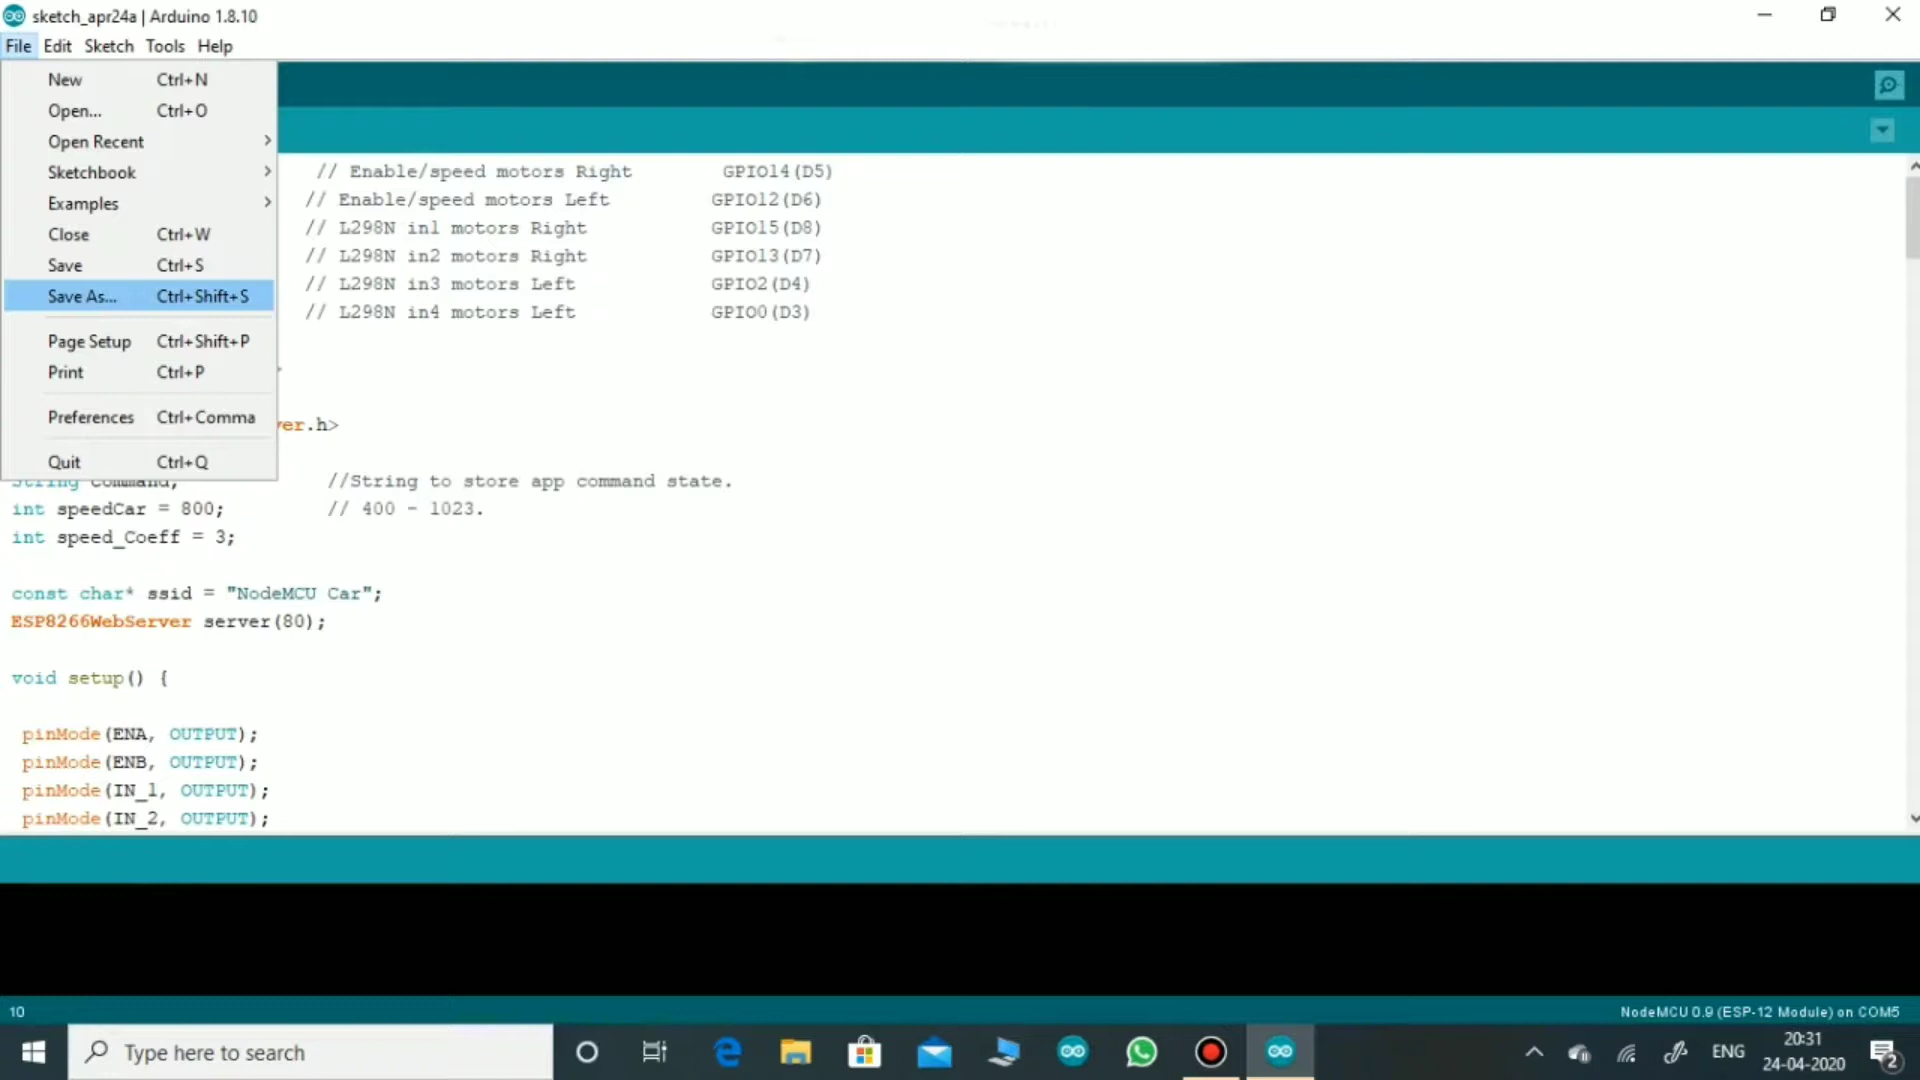 sketch_apr24a | Arduino 1.8.10
File Edit Sketch Tools Help
New Ctrl+N
Open... Ctrl+O
Open Recent
Sketchbook
Examples
Close Ctrl+W
Save Ctrl+S
Save As... Ctrl+Shift+S
Page Setup Ctrl+Shift+P
Print Ctrl+P
Preferences Ctrl+Comma
Quit Ctrl+Q
// Enable/speed motors Right GPIO14(D5)
// Enable/speed motors Left GPIO12(D6)
// L298N in1 motors Right GPIO15(D8)
// L298N in2 motors Right GPIO13(D7)
// L298N in3 motors Left GPIO2(D4)
// L298N in4 motors Left GPIO0(D3)
ver.h>
String command; //String to store app command state.
int speedCar = 800; // 400 - 1023.
int speed_Coeff = 3;
const char* ssid = "NodeMCU Car";
ESP8266WebServer server(80);
void setup() {
pinMode(ENA, OUTPUT);
pinMode(ENB, OUTPUT);
pinMode(IN_1, OUTPUT);
pinMode(IN_2, OUTPUT);
10
NodeMCU 0.9 (ESP-12 Module) on COM5
Type here to search
ENG
20:31
24-04-2020
2